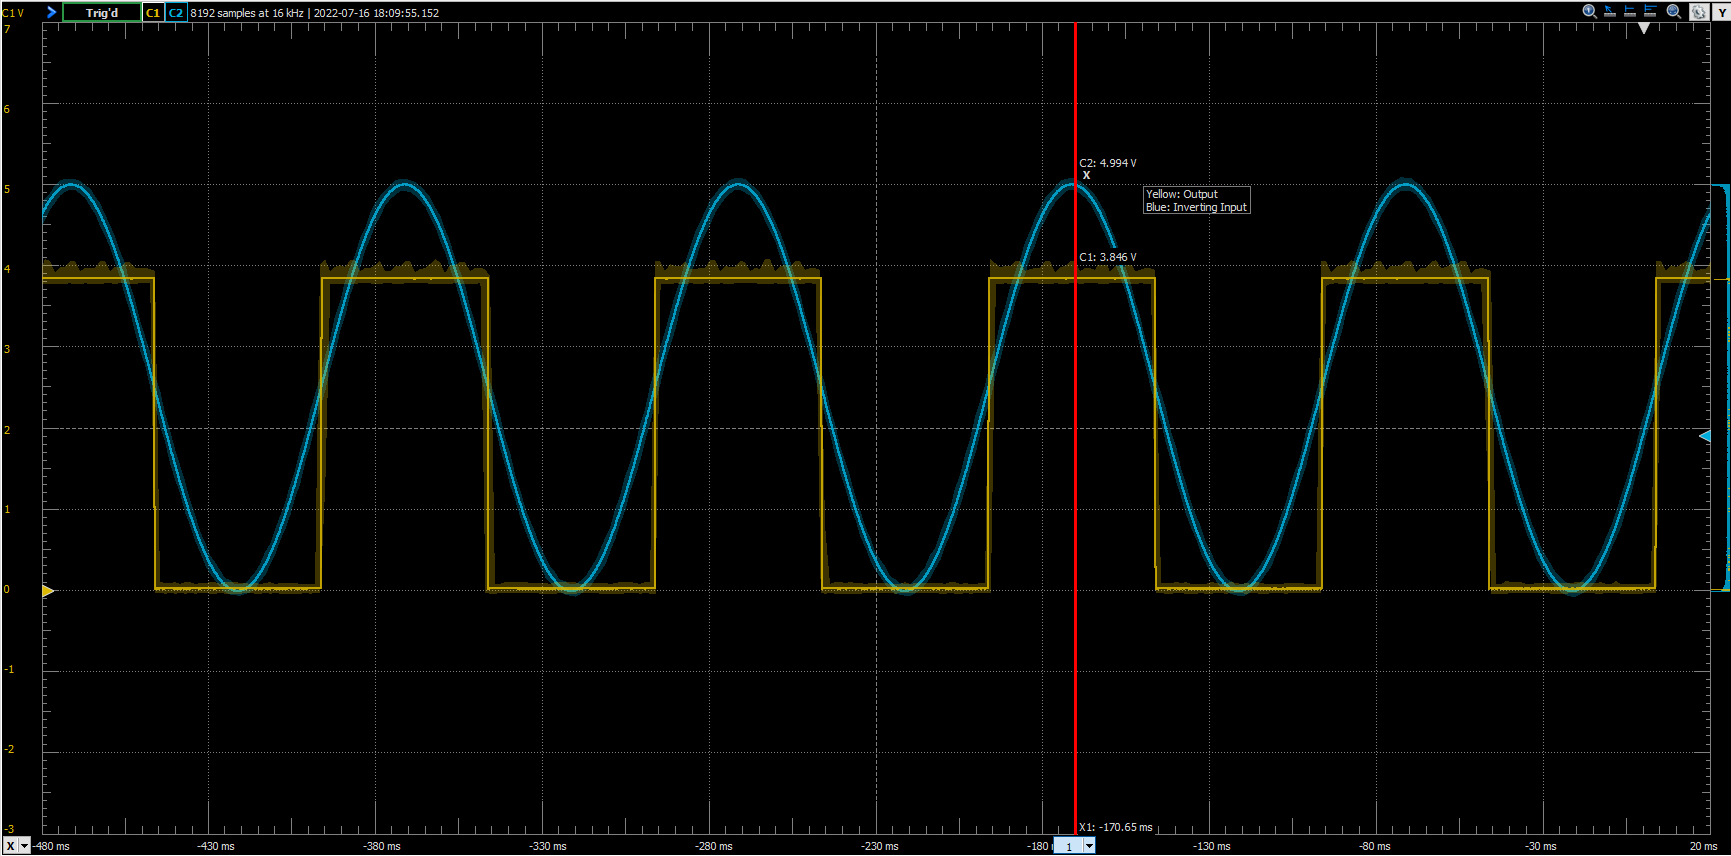 C1 V Trig'd C1 C2 8192 samples at 16 kHz | 2022-07-16 18:09:55.152 Y
7
6
C2: 4.994 V
X
5
Yellow: Output
Blue: Inverting Input
C1: 3.846 V
4
3
2
1
0
-1
-2
X1: -170.65 ms
-3
X -480 ms -430 ms -380 ms -330 ms -280 ms -230 ms -180 1 -130 ms -80 ms -30 ms 20 ms